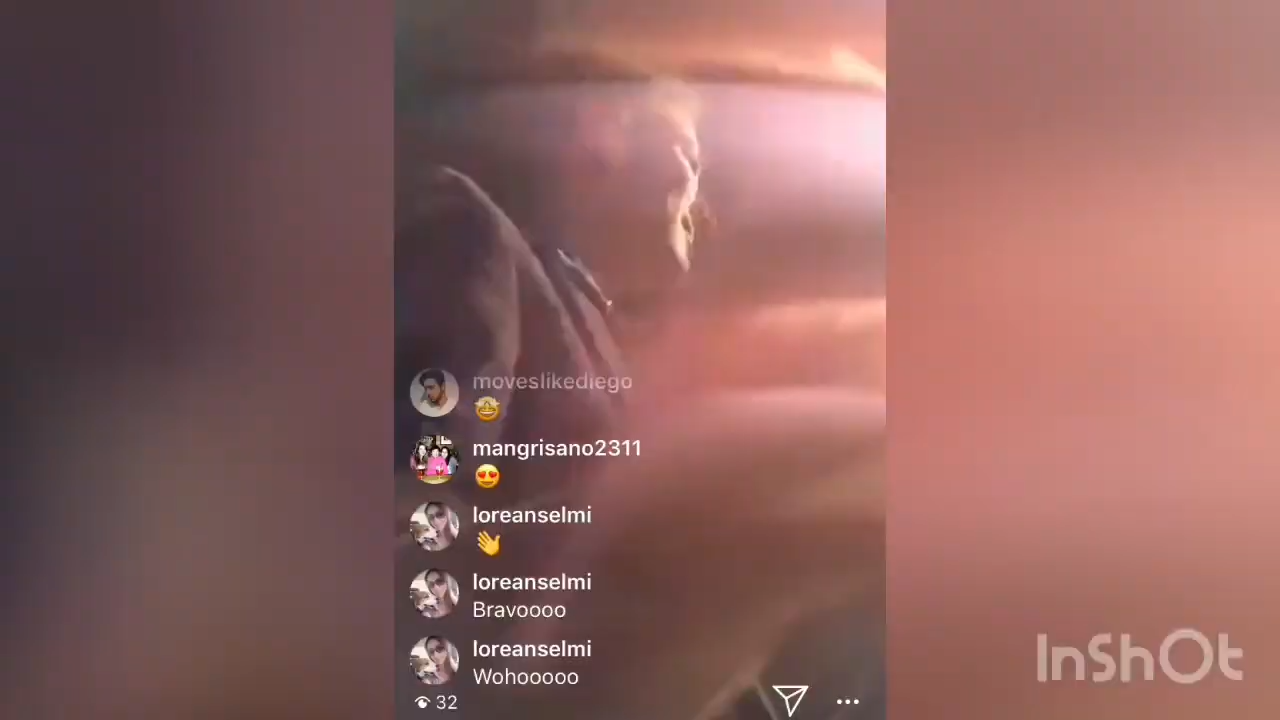 moveslikediego
🤩
mangrisano2311
😍
loreanselmi
👋
loreanselmi
Bravoooo
loreanselmi
Wohooooo
32
InShOt